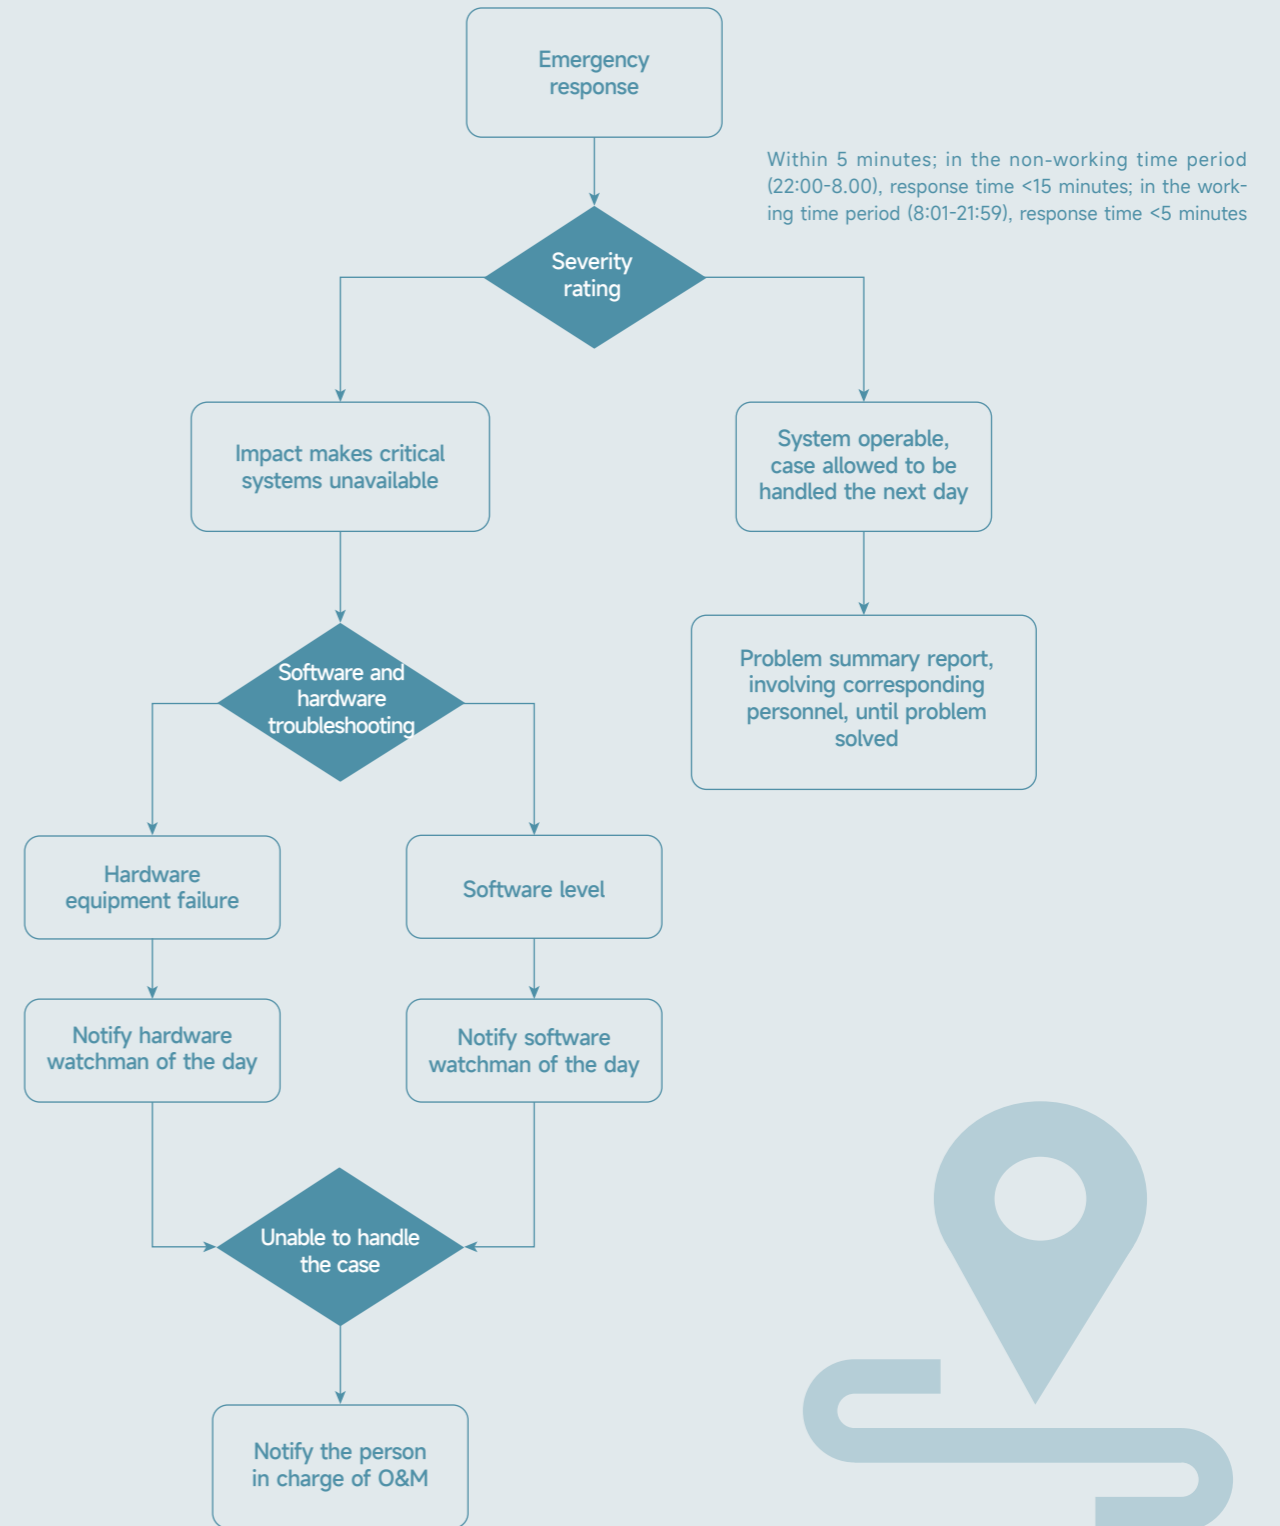 Emergency
response
Within 5 minutes; in the non-working time period
(22:00-8.00), response time <15 minutes; in the work-
ing time period (8:01-21:59), response time <5 minutes
Severity
rating
Impact makes critical
systems unavailable
System operable,
case allowed to be
handled the next day
Software and
hardware
troubleshooting
Problem summary report,
involving corresponding
personnel, until problem
solved
Hardware
equipment failure
Software level
Notify hardware
watchman of the day
Notify software
watchman of the day
Unable to handle
the case
Notify the person
in charge of O&M